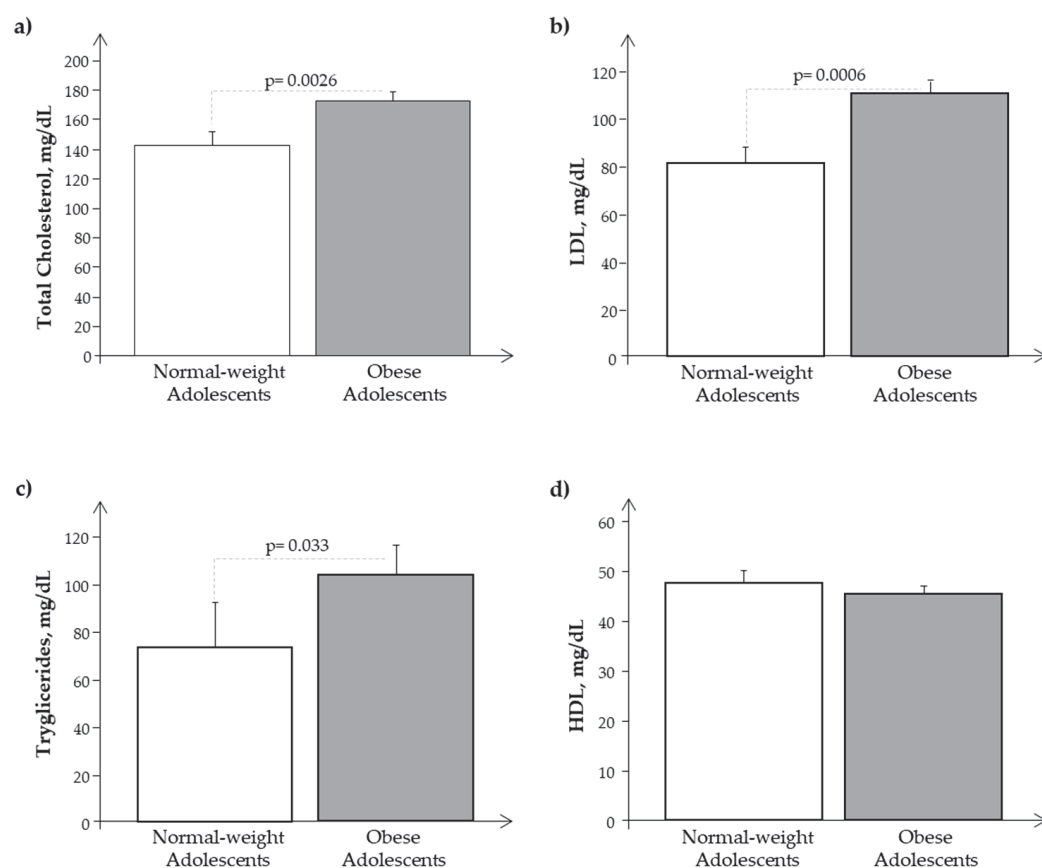 a)
Total Cholesterol, mg/dL
200
180
160
140
120
100
80
60
40
20
0
p= 0.0026
Normal-weight
Adolescents
Obese
Adolescents
b)
LDL, mg/dL
120
100
80
60
40
20
0
p= 0.0006
Normal-weight
Adolescents
Obese
Adolescents
c)
Tryglicerides, mg/dL
120
100
80
60
40
20
0
p= 0.033
Normal-weight
Adolescents
Obese
Adolescents
d)
HDL, mg/dL
60
50
40
30
20
10
0
Normal-weight
Adolescents
Obese
Adolescents